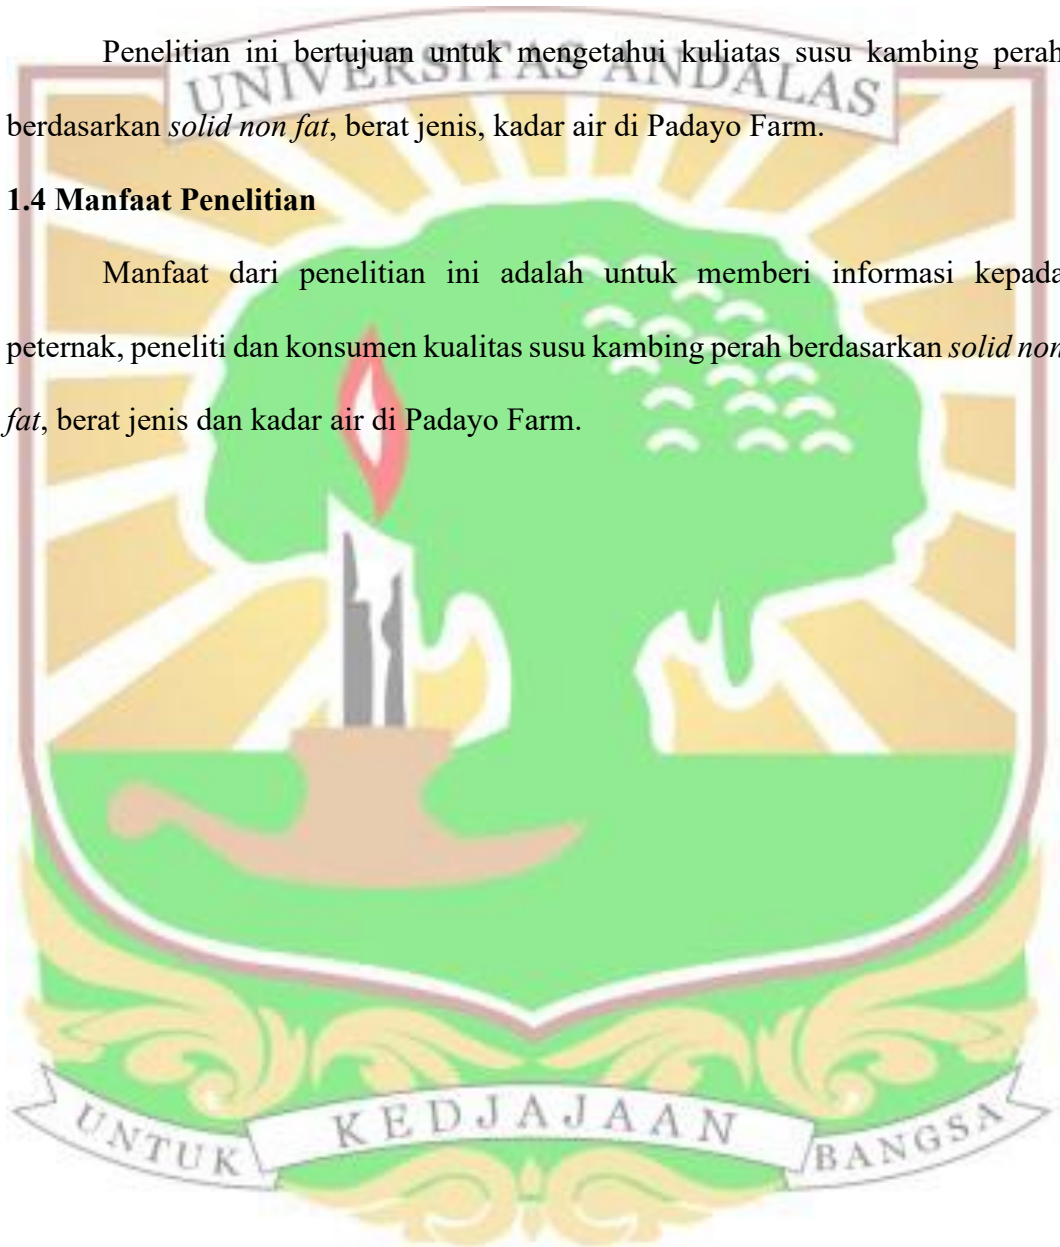 Penelitian ini bertujuan untuk mengetahui kuliatas susu kambing perah
UNIVERSITAS ANDALAS
berdasarkan solid non fat, berat jenis, kadar air di Padayo Farm.
1.4 Manfaat Penelitian
Manfaat dari penelitian ini adalah untuk memberi informasi kepada
peternak, peneliti dan konsumen kualitas susu kambing perah berdasarkan solid non
fat, berat jenis dan kadar air di Padayo Farm.
UNTUK KEDJAJAAN BANGSA